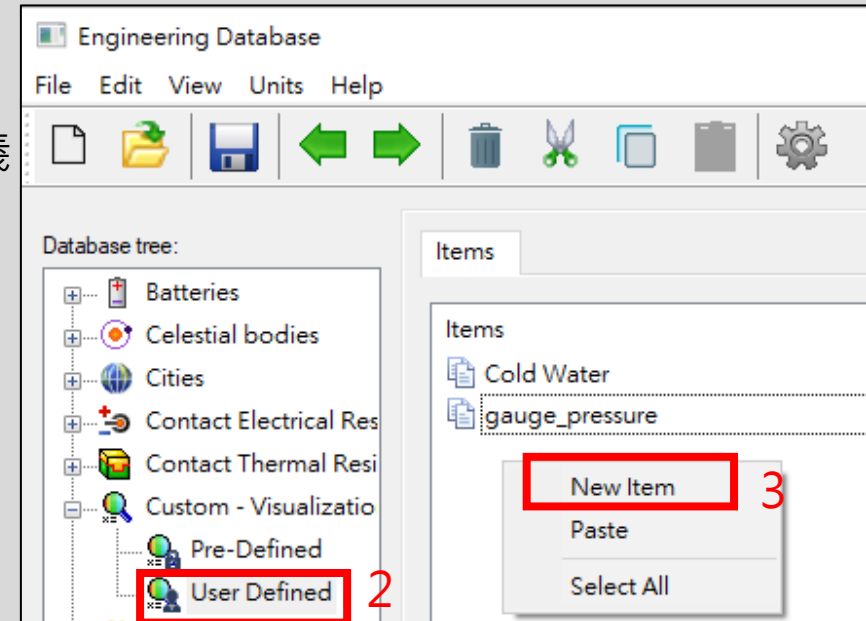 Engineering Database
File Edit View Units Help
Database tree:
Batteries
Celestial bodies
Cities
Contact Electrical Res
Contact Thermal Resi
Custom - Visualizatio
Pre-Defined
User Defined
2
Items
Items
Cold Water
gauge_pressure
New Item
3
Paste
Select All